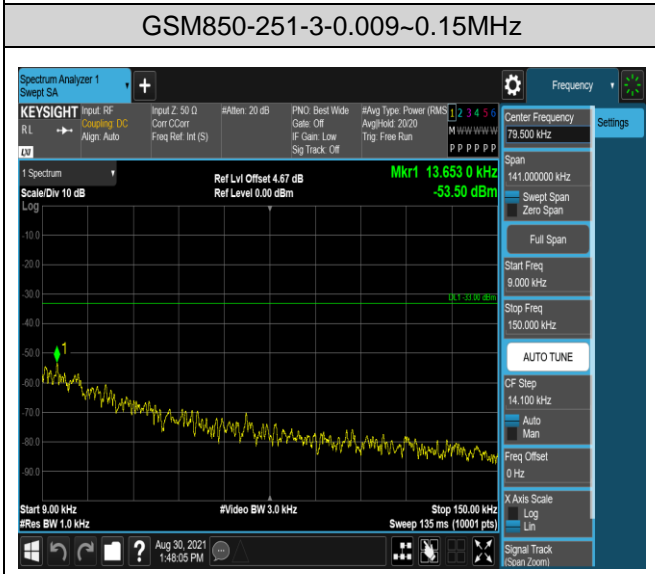 GSM850-251-3-0.009~0.15MHz
Spectrum Analyzer 1
Swept SA
+
Frequency
KEYSIGHT
RL
LXI
Input: RF
Coupling: DC
Align: Auto
Input Z: 50 Ω
Corr CCorr
Freq Ref: Int (S)
#Atten: 20 dB
PNO: Best Wide
Gate: Off
IF Gain: Low
Sig Track: Off
#Avg Type: Power (RMS
Avg|Hold: 20/20
Trig: Free Run
1 2 3 4 5 6
M W W W W W
P P P P P P
1 Spectrum
Scale/Div 10 dB
Log
Ref Lvl Offset 4.67 dB
Ref Level 0.00 dBm
Mkr1 13.653 0 kHz
-53.50 dBm
-10.0
-20.0
-30.0
DL1 -33.00 dBm
-40.0
-50.0
1
-60.0
-70.0
-80.0
-90.0
Start 9.00 kHz
#Res BW 1.0 kHz
#Video BW 3.0 kHz
Stop 150.00 kHz
Sweep 135 ms (10001 pts)
Center Frequency
79.500 kHz
Settings
Span
141.000000 kHz
Swept Span
Zero Span
Full Span
Start Freq
9.000 kHz
Stop Freq
150.000 kHz
AUTO TUNE
CF Step
14.100 kHz
Auto
Man
Freq Offset
0 Hz
X Axis Scale
Log
Lin
Signal Track
(Span Zoom)
?
Aug 30, 2021
1:48:05 PM